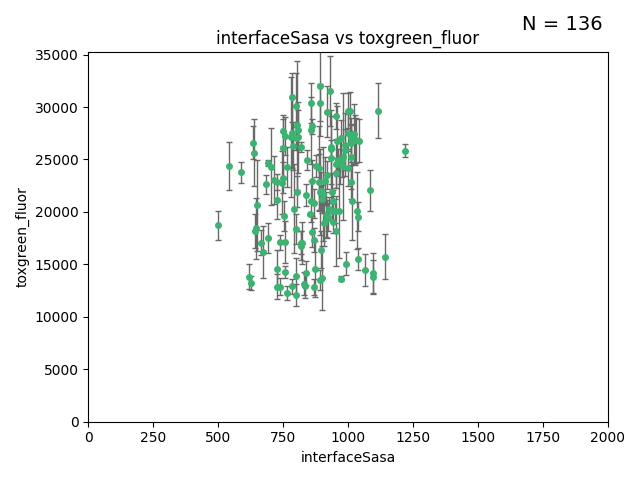 N = 136
interfaceSasa vs toxgreen_fluor
35000
30000
25000
20000
15000
10000
5000
0
toxgreen_fluor
0 250 500 750 1000 1250 1500 1750 2000
interfaceSasa